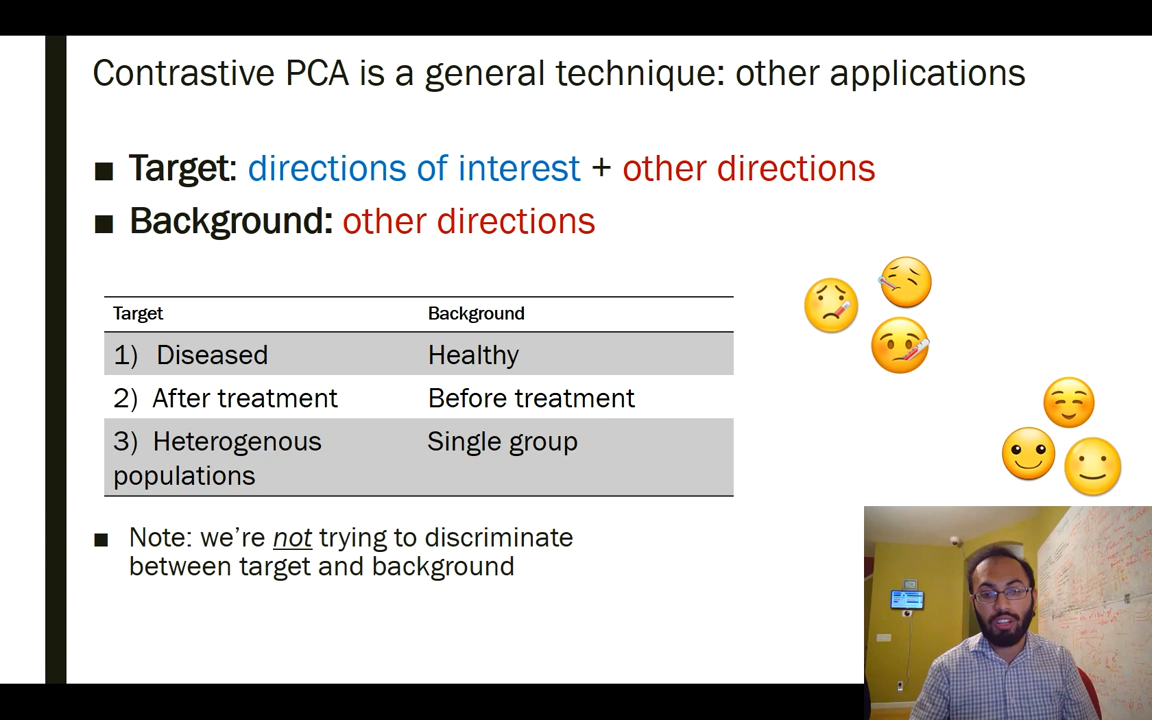 Contrastive PCA is a general technique: other applications
■ Target: directions of interest + other directions
■ Background: other directions
Target Background
1) Diseased Healthy
2) After treatment Before treatment
3) Heterogenous Single group
populations
■ Note: we’re not trying to discriminate
between target and background